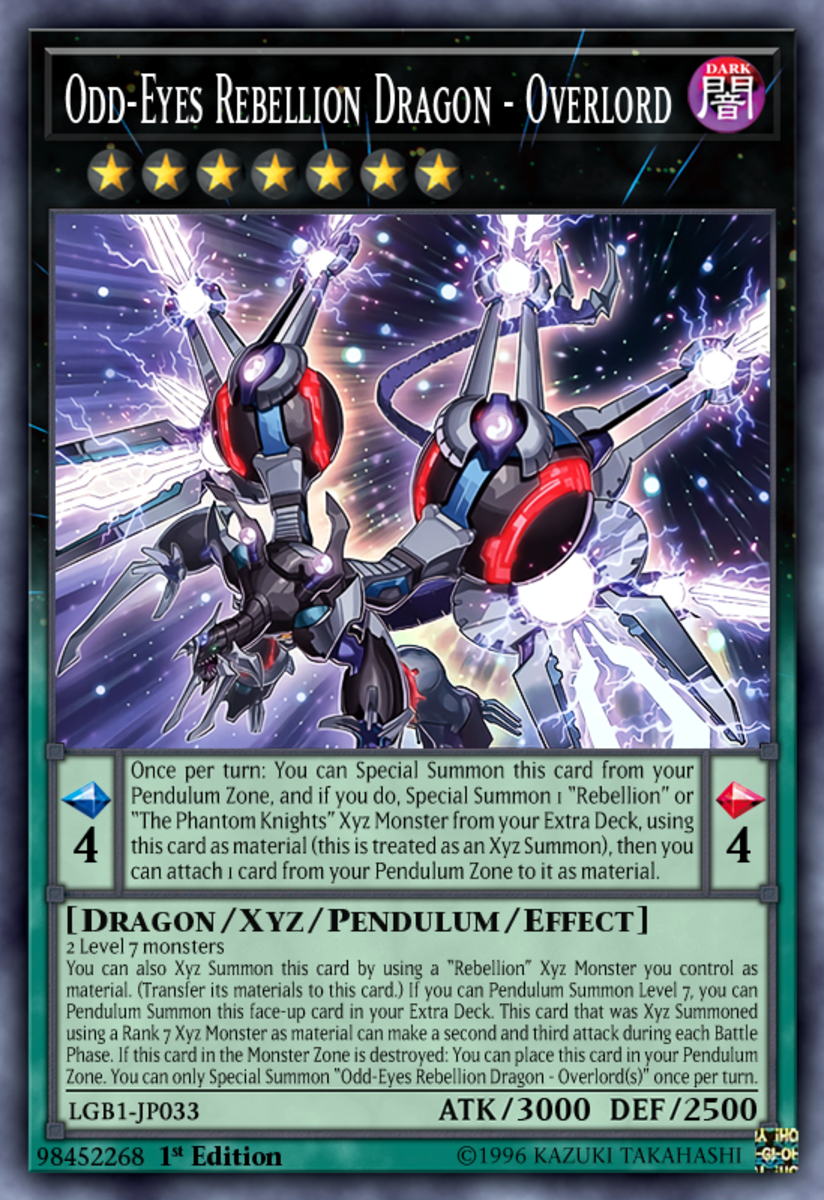 Odd-Eyes Rebellion Dragon - Overlord
DARK
闇
4
Once per turn: You can Special Summon this card from your
Pendulum Zone, and if you do, Special Summon 1 "Rebellion" or
"The Phantom Knights" Xyz Monster from your Extra Deck, using
this card as material (this is treated as an Xyz Summon), then you
can attach 1 card from your Pendulum Zone to it as material.
4
[DRAGON/XYZ/PENDULUM/EFFECT]
2 Level 7 monsters
You can also Xyz Summon this card by using a "Rebellion" Xyz Monster you control as
material. (Transfer its materials to this card.) If you can Pendulum Summon Level 7, you can
Pendulum Summon this face-up card in your Extra Deck. This card that was Xyz Summoned
using a Rank 7 Xyz Monster as material can make a second and third attack during each Battle
Phase. If this card in the Monster Zone is destroyed: You can place this card in your Pendulum
Zone. You can only Special Summon "Odd-Eyes Rebellion Dragon - Overlord(s)" once per turn.
LGB1-JP033
ATK/3000 DEF/2500
98452268 1st Edition
©1996 KAZUKI TAKAHASHI